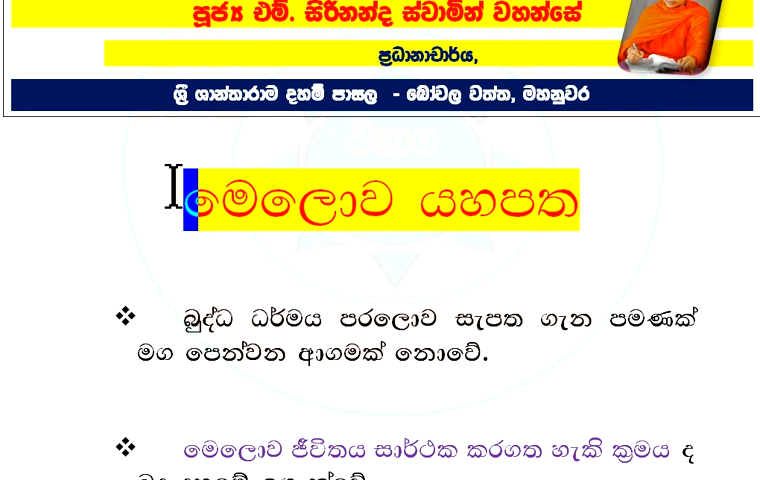 පූජ්‍ය එම්. සිරිනන්ද ස්වාමින් වහන්සේ
ප්‍රධානාචාර්ය,
ශ්‍රී ශාන්තාරාම දහම් පාසල - බෝවල වත්ත, මහනුවර
මෙලොව යහපත
❖ බුද්ධ ධර්මය පරලොව සැපත ගැන පමණක්
මග පෙන්වන ආගමක් නොවේ.
❖ මෙලොව ජීවිතය සාර්ථක කරගත හැකි ක්‍රමය ද